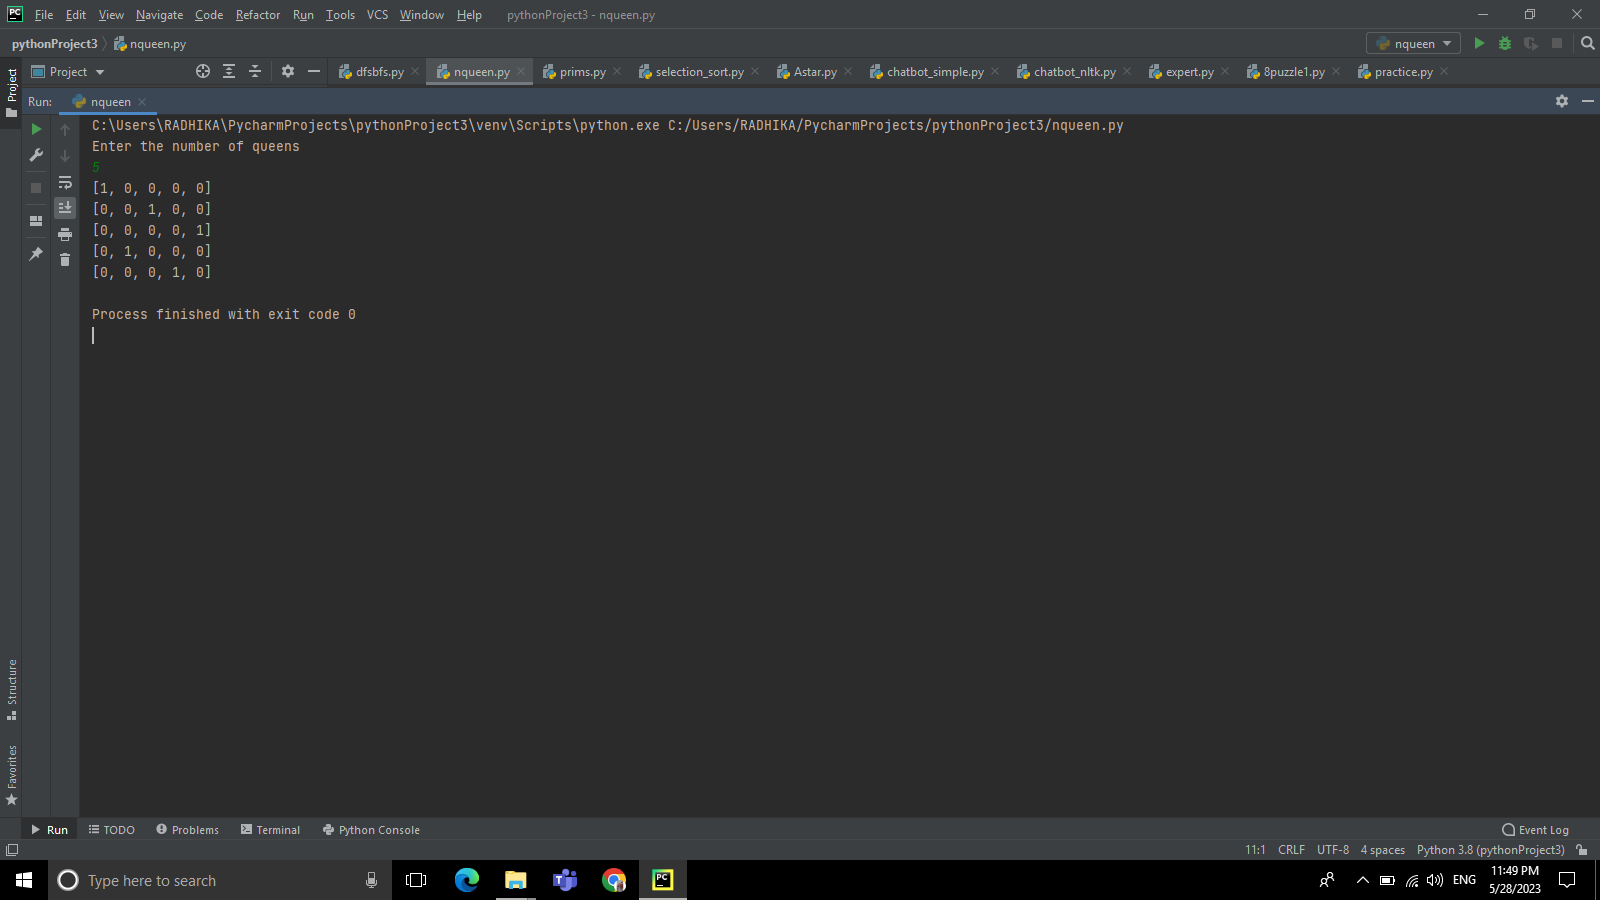 PC File Edit View Navigate Code Refactor Run Tools VCS Window Help pythonProject3 - nqueen.py
pythonProject3 nqueen.py nqueen
Project
Project dfsbfs.py nqueen.py prims.py selection_sort.py Astar.py chatbot_simple.py chatbot_nltk.py expert.py 8puzzle1.py practice.py
Run: nqueen
C:\Users\RADHIKA\PycharmProjects\pythonProject3\venv\Scripts\python.exe C:/Users/RADHIKA/PycharmProjects/pythonProject3/nqueen.py
Enter the number of queens
5
[1, 0, 0, 0, 0]
[0, 0, 1, 0, 0]
[0, 0, 0, 0, 1]
[0, 1, 0, 0, 0]
[0, 0, 0, 1, 0]
Process finished with exit code 0
Structure
Favorites
Run TODO Problems Terminal Python Console Event Log
11:1 CRLF UTF-8 4 spaces Python 3.8 (pythonProject3)
Type here to search PC ENG 11:49 PM
5/28/2023